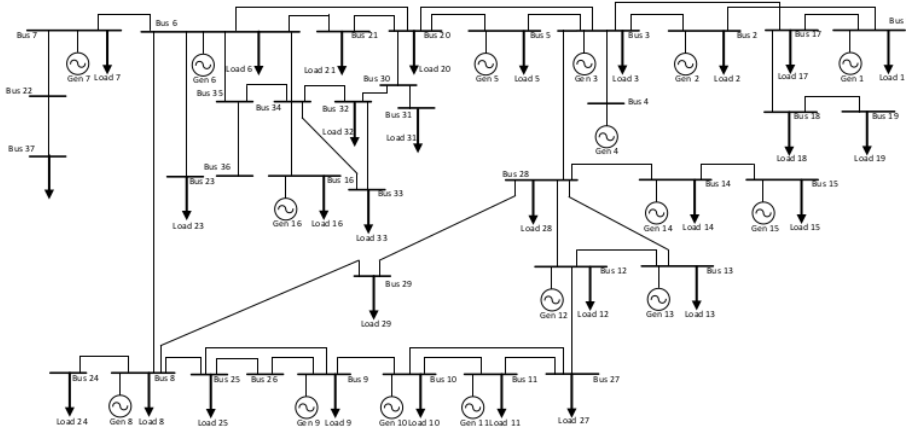 Bus 6
Bus 7
Bus 21
Bus 20
Bus 5
Bus 3
Bus 2
Bus 17
Bus
Gen 7
Load 7
Gen 6
Load 6
Load 21
Load 20
Gen 5
Load 5
Gen 3
Load 3
Gen 2
Load 2
Load 17
Gen 1
Load 1
Bus 22
Bus 35
Bus 34
Bus 30
Bus 32
Bus 31
Bus 4
Bus 18
Bus 19
Load 32
Load 31
Gen 4
Load 18
Load 19
Bus 37
Bus 23
Bus 36
Bus 16
Bus 33
Bus 28
Bus 14
Bus 15
Load 23
Gen 16
Load 16
Load 33
Load 28
Gen 14
Load 14
Gen 15
Load 15
Bus 29
Bus 12
Bus 13
Load 29
Gen 12
Load 12
Gen 13
Load 13
Bus 24
Bus 8
Bus 25
Bus 26
Bus 9
Bus 10
Bus 11
Bus 27
Load 24
Gen 8
Load 8
Load 25
Gen 9
Load 9
Gen 10
Load 10
Gen 11
Load 11
Load 27